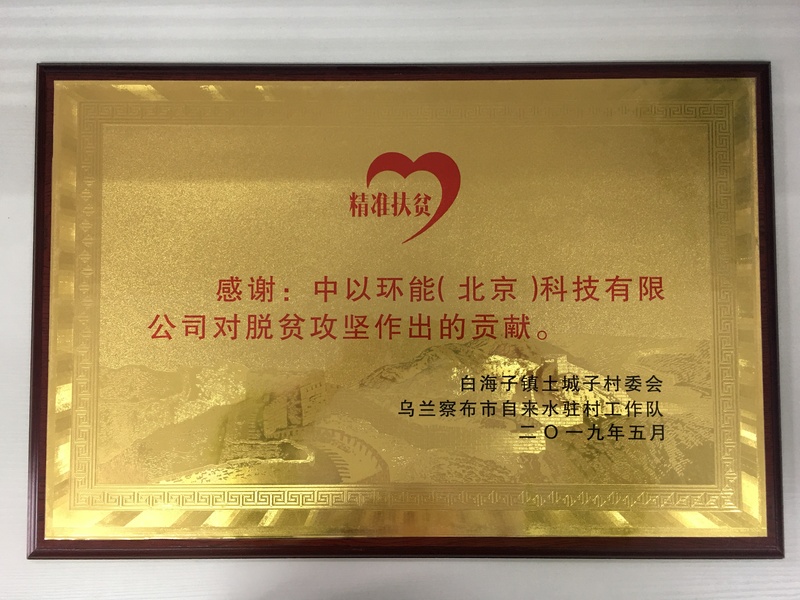 精准扶贫
感谢：中以环能(北京)科技有限
公司对脱贫攻坚作出的贡献。
白海子镇土城子村委会
乌兰察布市自来水驻村工作队
二〇一九年五月